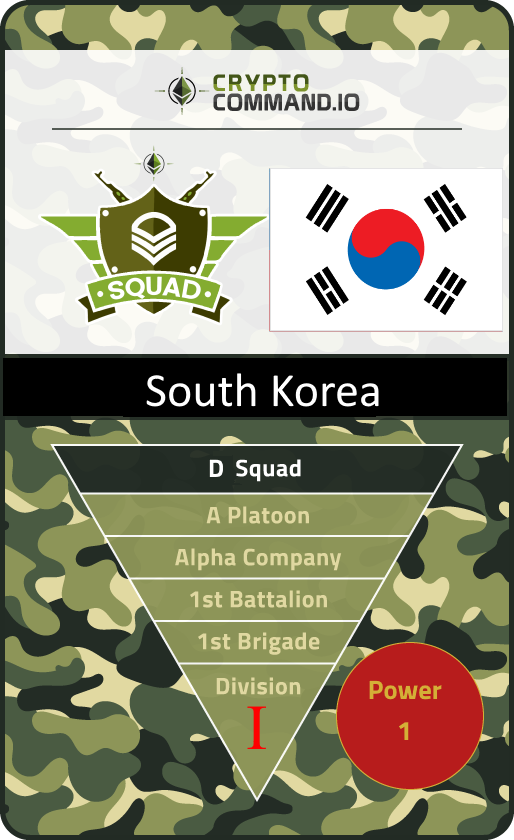 CRYPTO
COMMAND.IO
SQUAD
South Korea
D Squad
A Platoon
Alpha Company
1st Battalion
1st Brigade
Division
I
Power
1